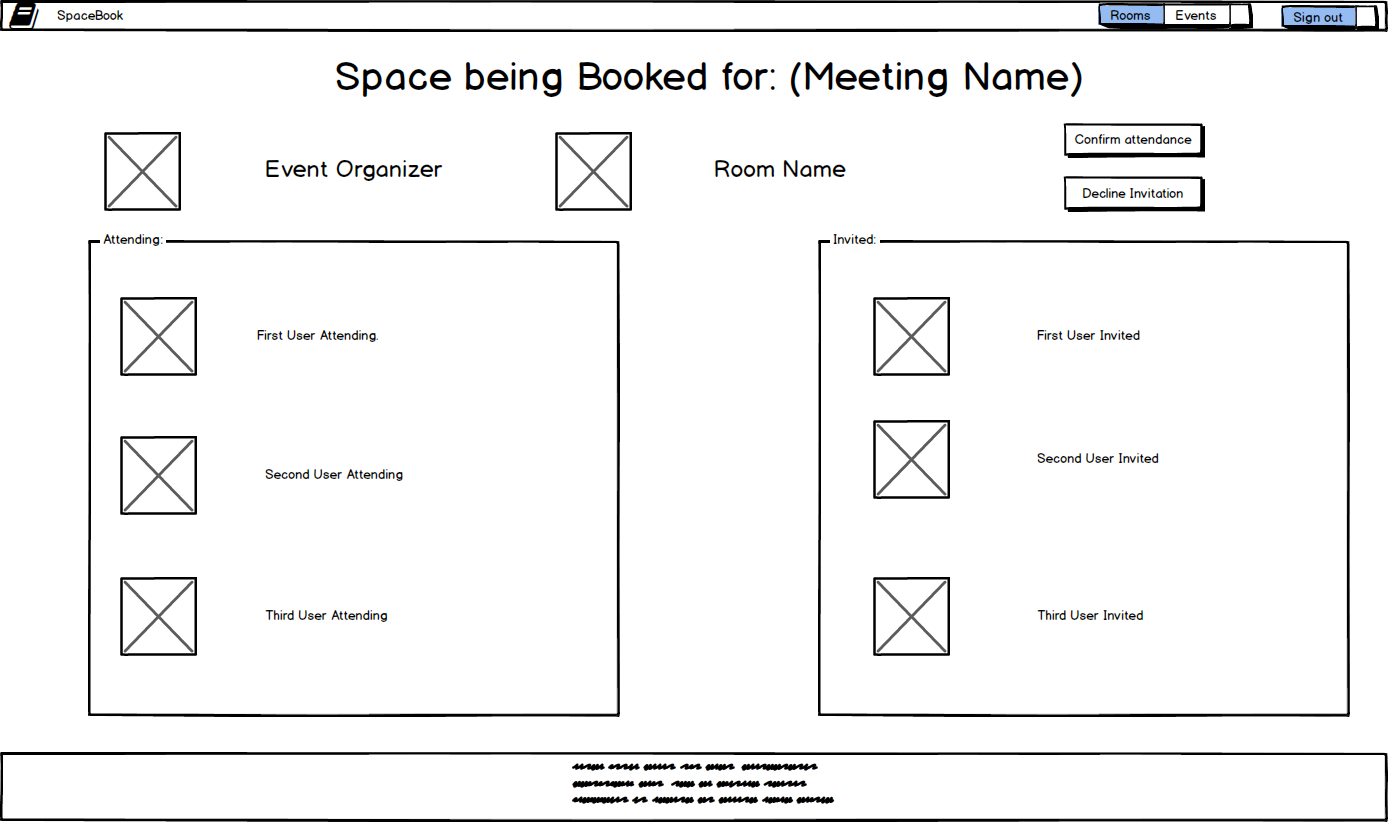 SpaceBook
Rooms Events Sign out
Space being Booked for: (Meeting Name)
Event Organizer
Room Name
Confirm attendance
Decline Invitation
Attending:
First User Attending.
Second User Attending
Third User Attending
Invited:
First User Invited
Second User Invited
Third User Invited